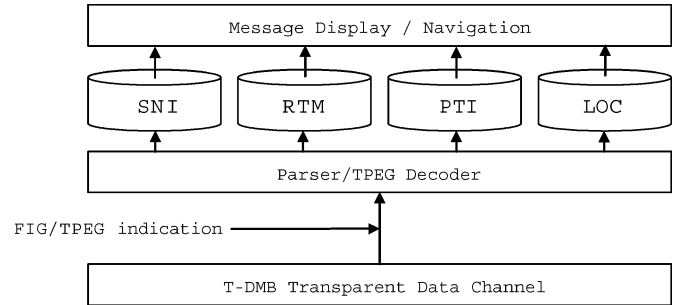 Message Display / Navigation
SNI RTM PTI LOC
Parser/TPEG Decoder
FIG/TPEG indication
T-DMB Transparent Data Channel